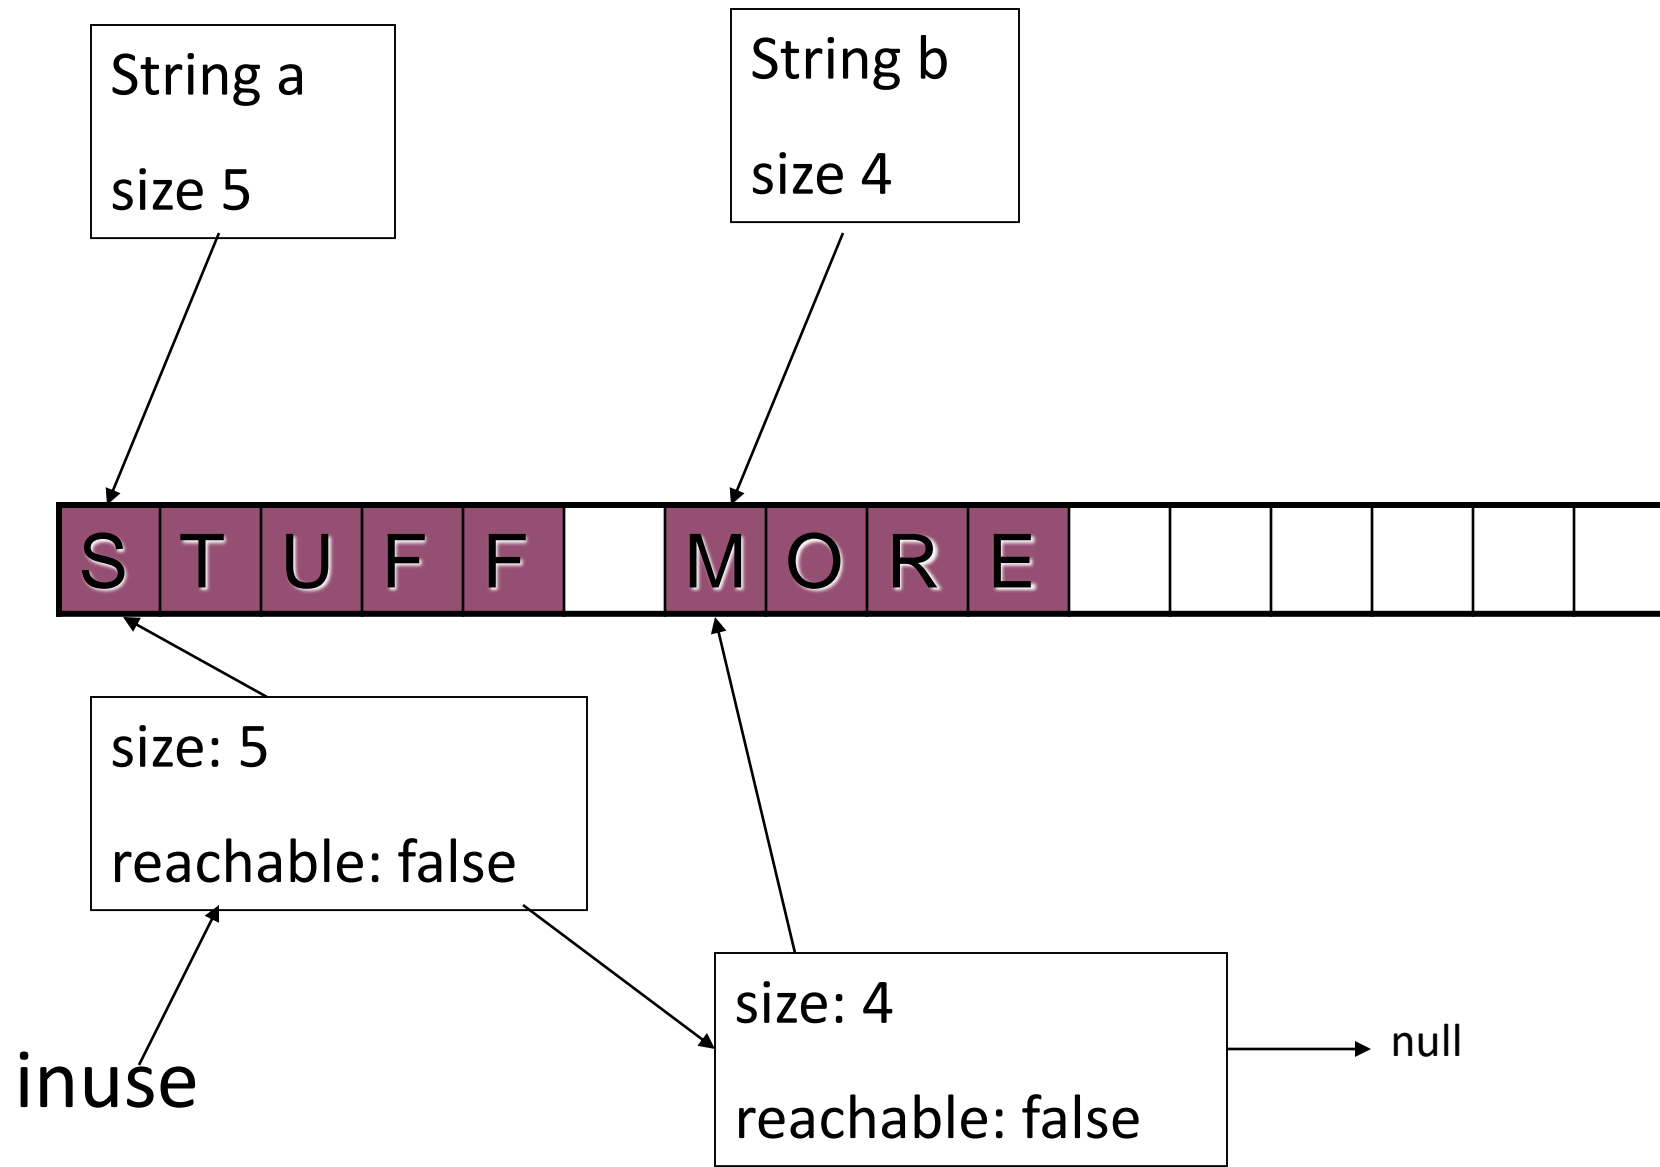 String a
size 5
String b
size 4
S T U F F M O R E
size: 5
reachable: false
inuse
size: 4
reachable: false
null